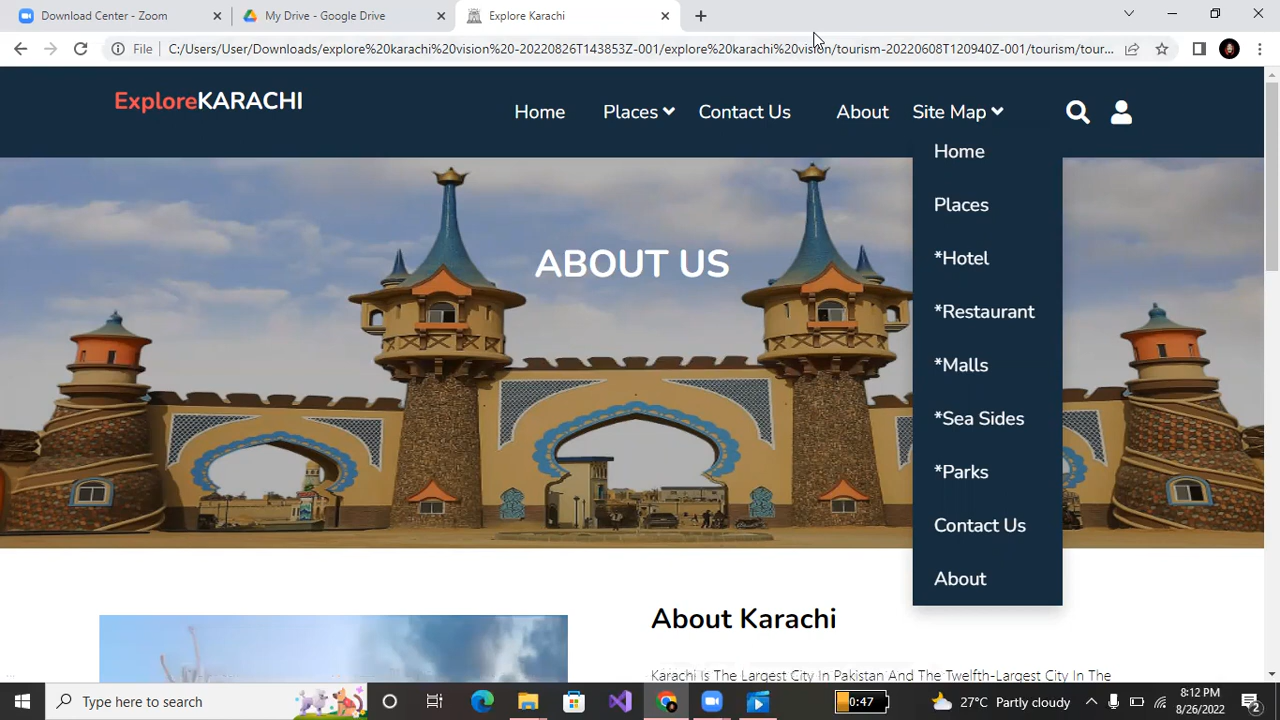 Download Center - Zoom
My Drive - Google Drive
Explore Karachi
File
C:/Users/User/Downloads/explore%20karachi%20vision%20-20220826T143853Z-001/explore%20karachi%20vision/tourism-20220608T120940Z-001/tourism/tour...
ExploreKARACHI
Home
Places
Contact Us
About
Site Map
Home
Places
*Hotel
*Restaurant
*Malls
*Sea Sides
*Parks
Contact Us
About
ABOUT US
About Karachi
Karachi Is The Largest City In Pakistan And The Twelfth-Largest City In The
Type here to search
0:47
27°C Partly cloudy
8:12 PM
8/26/2022
2